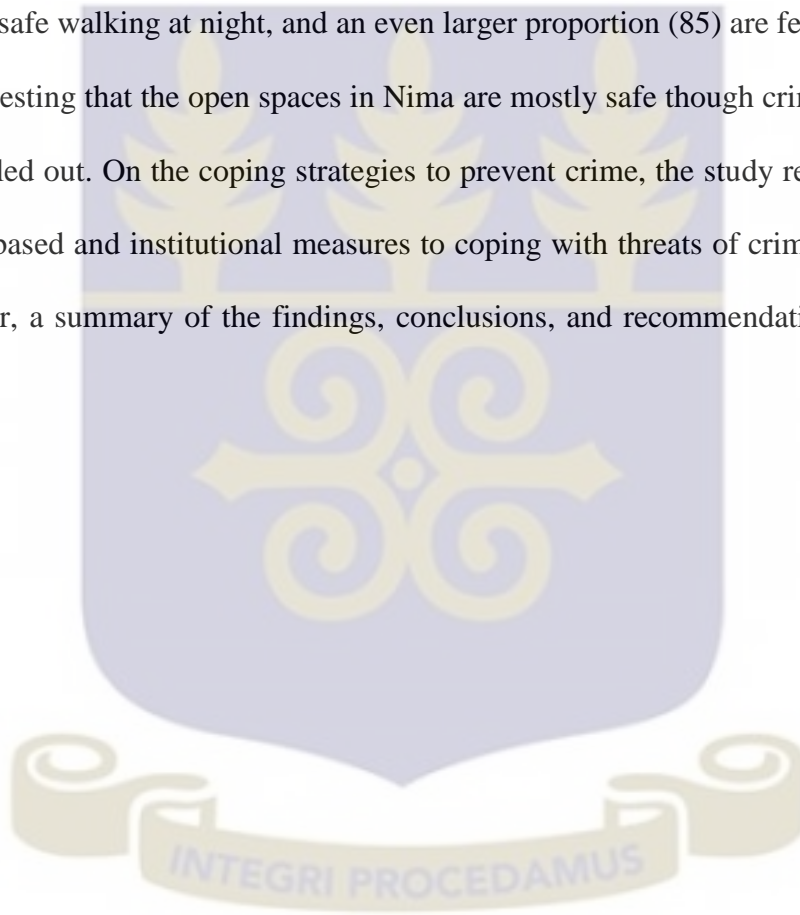 safe walking at night, and an even larger proportion (85) are fe
esting that the open spaces in Nima are mostly safe though crin
led out. On the coping strategies to prevent crime, the study re
based and institutional measures to coping with threats of crim
r, a summary of the findings, conclusions, and recommendati
INTEGRI PROCEDAMUS